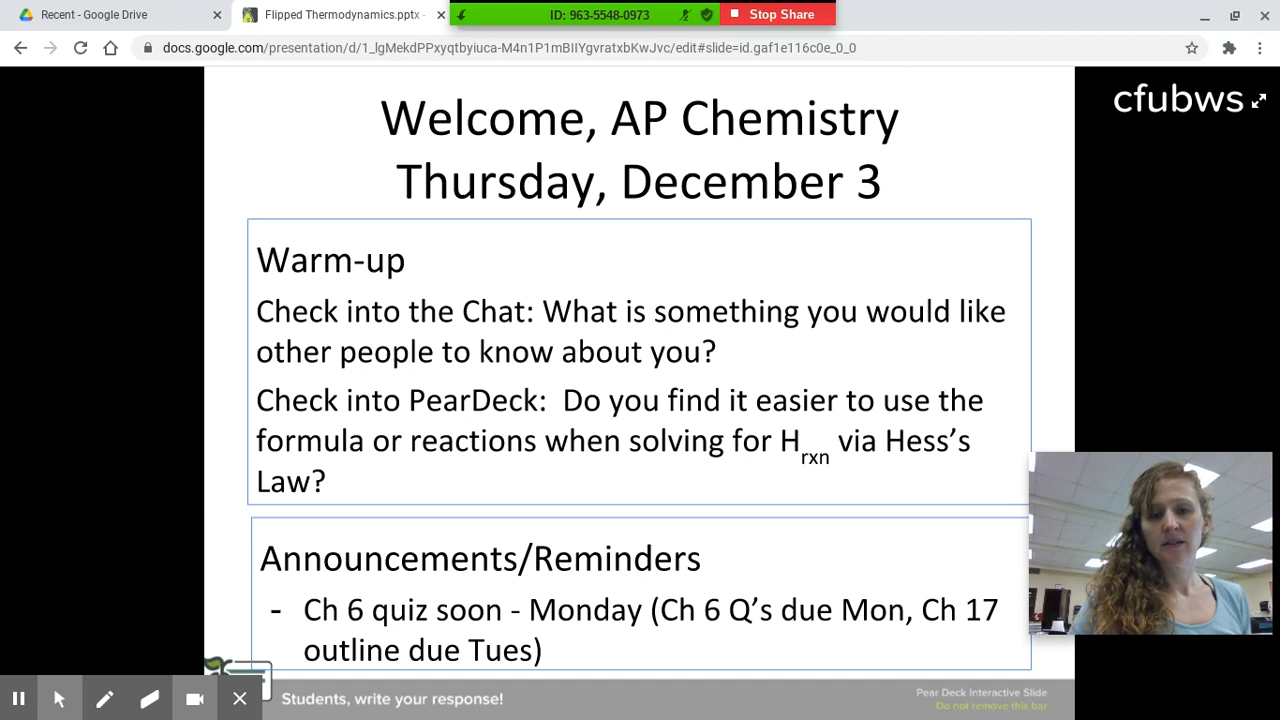 Recent - Google Drive
Flipped Thermodynamics.pptx -
ID: 963-5548-0973
Stop Share
docs.google.com/presentation/d/1_lgMekdPPxyqtbyiuca-M4n1P1mBIIYgvratxbKwJvc/edit#slide=id.gaf1e116c0e_0_0
cfubws
Welcome, AP Chemistry
Thursday, December 3
Warm-up
Check into the Chat: What is something you would like
other people to know about you?
Check into PearDeck:  Do you find it easier to use the
formula or reactions when solving for Hrxn via Hess’s
Law?
Announcements/Reminders
- Ch 6 quiz soon - Monday (Ch 6 Q’s due Mon, Ch 17
outline due Tues)
Students, write your response!
Pear Deck Interactive Slide
Do not remove this bar